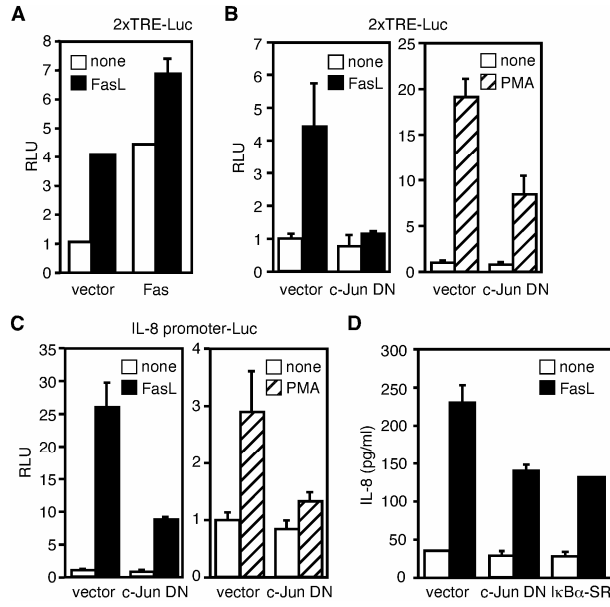 A
2xTRE-Luc
8
7
6
5
4
3
2
1
0
RLU
none
FasL
vector Fas
B
2xTRE-Luc
7
6
5
4
3
2
1
0
RLU
none
FasL
vector c-Jun DN
25
20
15
10
5
0
none
PMA
vector c-Jun DN
C
IL-8 promoter-Luc
35
30
25
20
15
10
5
0
RLU
none
FasL
vector c-Jun DN
4
3
2
1
0
none
PMA
vector c-Jun DN
D
300
250
200
150
100
50
0
IL-8 (pg/ml)
none
FasL
vector c-Jun DN IκBα-SR